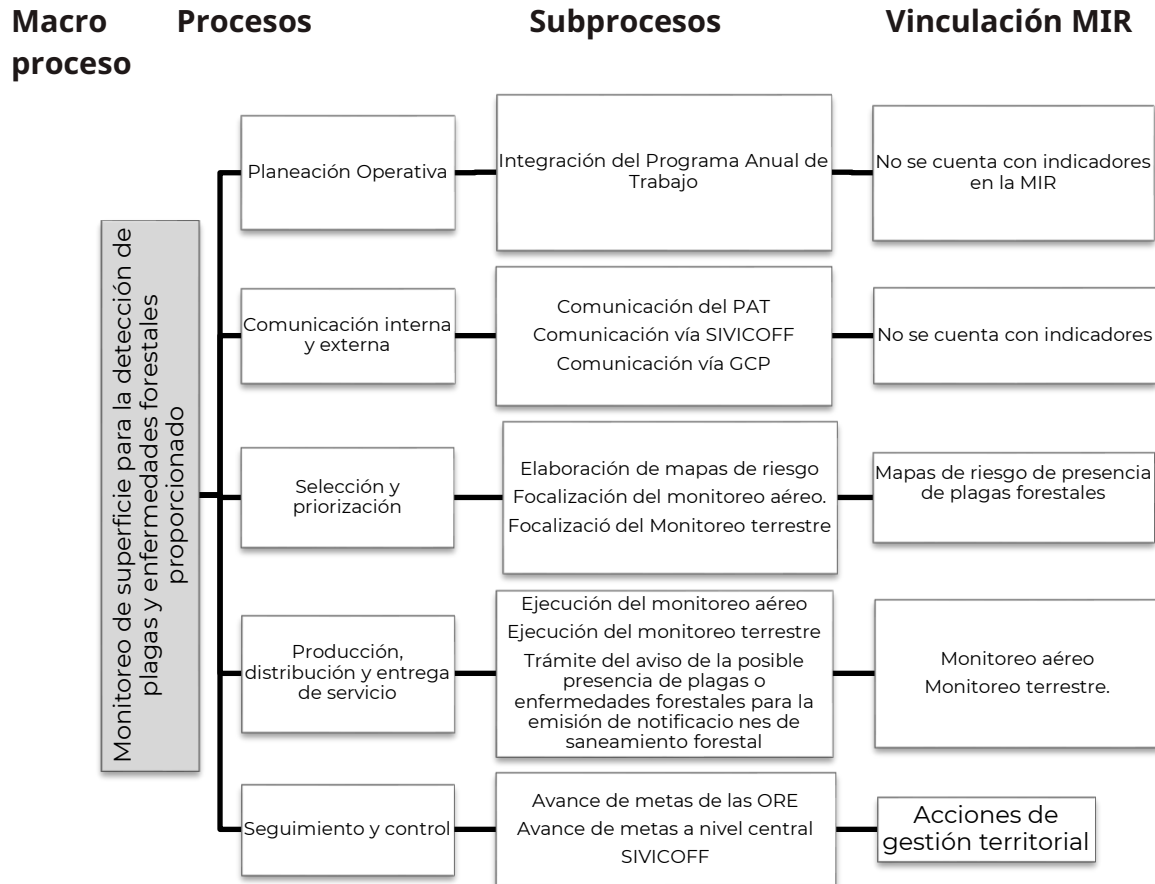 Macro
proceso
Procesos
Subprocesos
Vinculación MIR
Monitoreo de superficie para la detección de
plagas y enfermedades forestales
proporcionado
Planeación Operativa
Integración del Programa Anual de
Trabajo
No se cuenta con indicadores
en la MIR
Comunicación interna
y externa
Comunicación del PAT
Comunicación vía SIVICOFF
Comunicación vía GCP
No se cuenta con indicadores
Selección y
priorización
Elaboración de mapas de riesgo
Focalización del monitoreo aéreo.
Focalizació del Monitoreo terrestre
Mapas de riesgo de presencia
de plagas forestales
Producción,
distribución y entrega
de servicio
Ejecución del monitoreo aéreo
Ejecución del monitoreo terrestre
Trámite del aviso de la posible
presencia de plagas o
enfermedades forestales para la
emisión de notificacio nes de
saneamiento forestal
Monitoreo aéreo
Monitoreo terrestre.
Seguimiento y control
Avance de metas de las ORE
Avance de metas a nivel central
SIVICOFF
Acciones de
gestión territorial